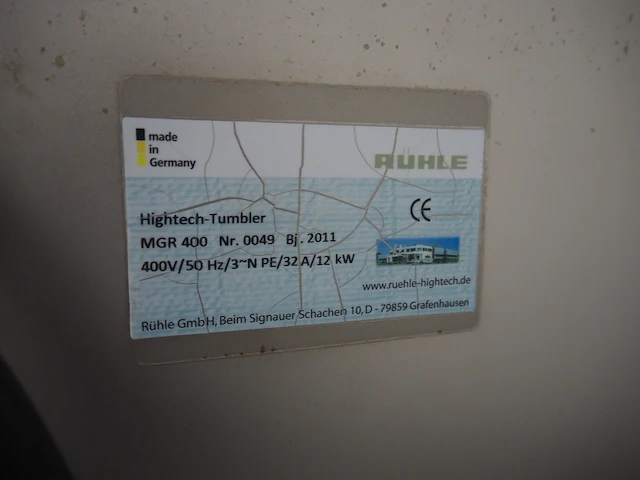 made
in
Germany
RÜHLE
Hightech-Tumbler
CE
MGR 400 Nr. 0049 Bj. 2011
400V/50 Hz/3~N PE/32 A/12 kW
www.ruehle-hightech.de
Rühle GmbH, Beim Signauer Schachen 10, D - 79859 Grafenhausen